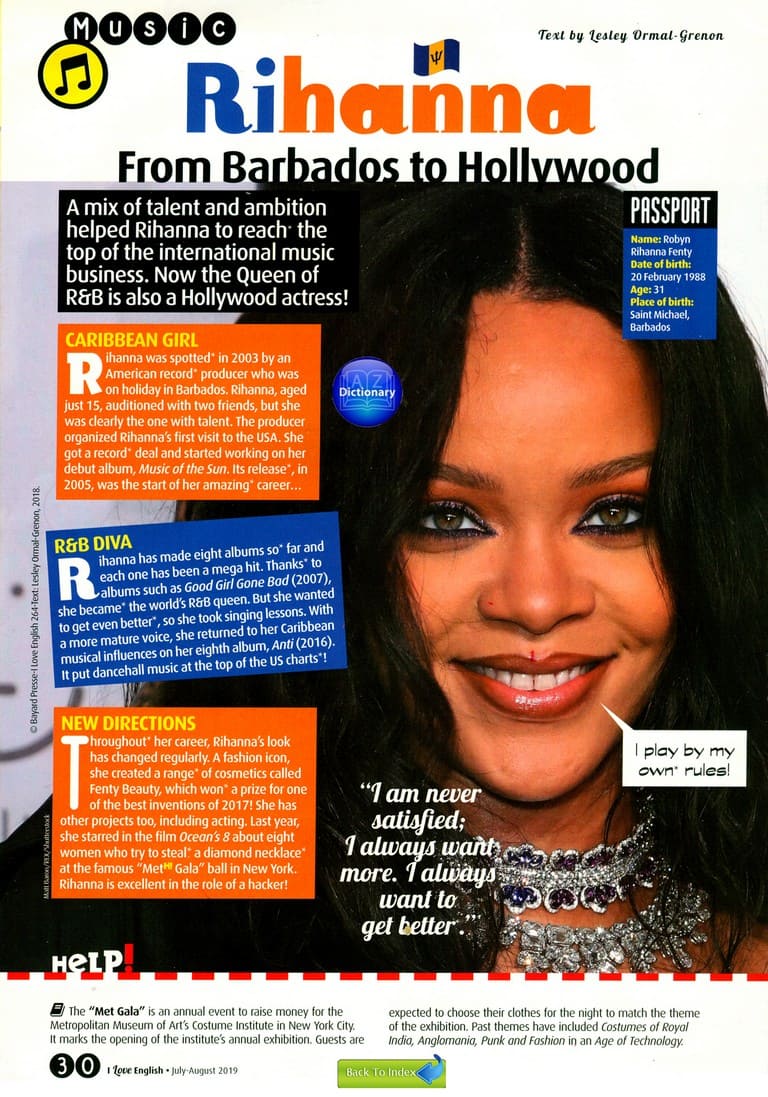 Music
Text by Lesley Ormal-Grenon
Rihanna
From Barbados to Hollywood
A mix of talent and ambition
helped Rihanna to reach* the
top of the international music
business. Now the Queen of
R&B is also a Hollywood actress!
PASSPORT
Name: Robyn
Rihanna Fenty
Date of birth:
20 February 1988
Age: 31
Place of birth:
Saint Michael,
Barbados
CARIBBEAN GIRL
Rihanna was spotted* in 2003 by an
American record* producer who was
on holiday in Barbados. Rihanna, aged
just 15, auditioned with two friends, but she
was clearly the one with talent. The producer
organized Rihanna's first visit to the USA. She
got a record* deal and started working on her
debut album, Music of the Sun. Its release*, in
2005, was the start of her amazing* career...
A Z
Dictionary
R&B DIVA
Rihanna has made eight albums so* far and
each one has been a mega hit. Thanks* to
albums such as Good Girl Gone Bad (2007),
she became* the world's R&B queen. But she wanted
to get even better*, so she took singing lessons. With
a more mature voice, she returned to her Caribbean
musical influences on her eighth album, Anti (2016).
It put dancehall music at the top of the US charts*!
NEW DIRECTIONS
Throughout* her career, Rihanna's look
has changed regularly. A fashion icon,
she created a range* of cosmetics called
Fenty Beauty, which won* a prize for one
of the best inventions of 2017! She has
other projects too, including acting. Last year,
she starred in the film Ocean's 8 about eight
women who try to steal* a diamond necklace*
at the famous "Met H! Gala" ball in New York.
Rihanna is excellent in the role of a hacker!
I play by my
own* rules!
"I am never
satisfied;
I always want
more. I always
want to
get better."
© Bayard Presse-I Love English 264-Text: Lesley Ormal-Grenon, 2018.
Matt Baron/REX/Shutterstock
HELP!
The "Met Gala" is an annual event to raise money for the
Metropolitan Museum of Art's Costume Institute in New York City.
It marks the opening of the institute's annual exhibition. Guests are
expected to choose their clothes for the night to match the theme
of the exhibition. Past themes have included Costumes of Royal
India, Anglomania, Punk and Fashion in an Age of Technology.
30 I Love English • July-August 2019
Back To Index